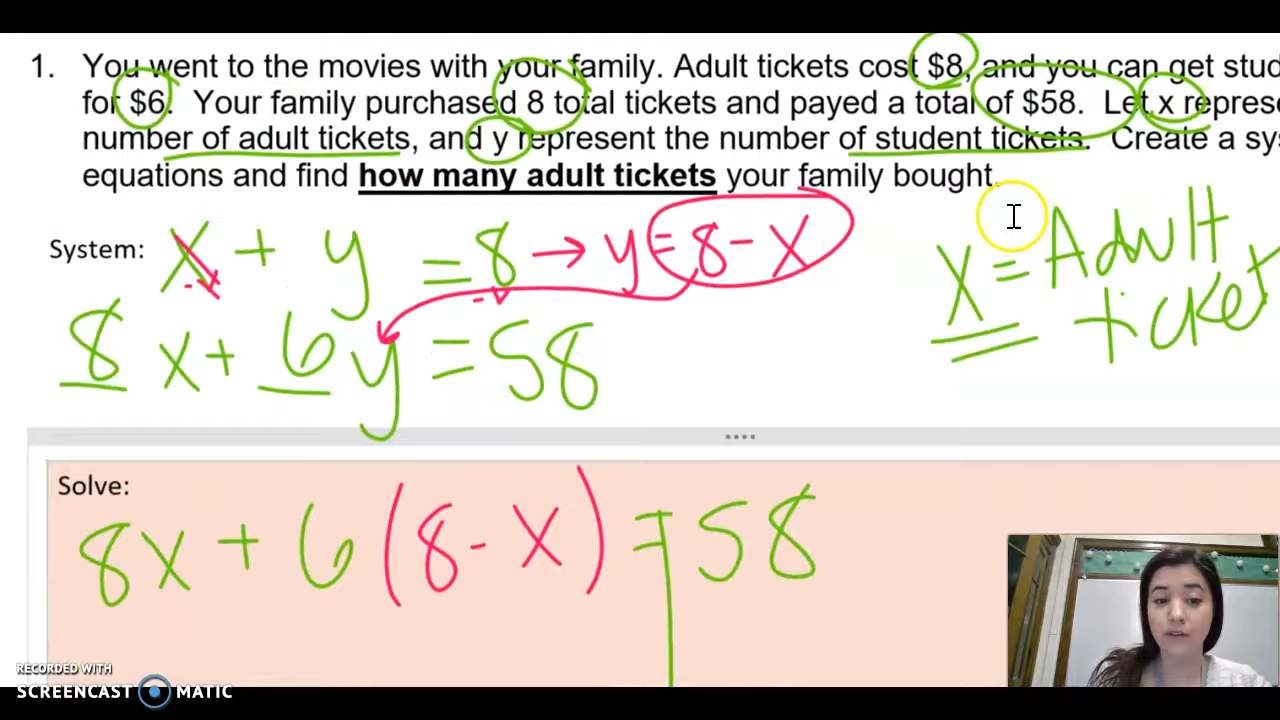 1. You went to the movies with your family. Adult tickets cost $8, and you can get stud
for $6. Your family purchased 8 total tickets and payed a total of $58. Let x represe
number of adult tickets, and y represent the number of student tickets. Create a sys
equations and find how many adult tickets your family bought.
System: x + y = 8 → y = 8 - x
-x -x
8x + 6y = 58
x = Adult
ticket
Solve:
8x + 6(8 - x) = 58
RECORDED WITH
SCREENCAST MATIC